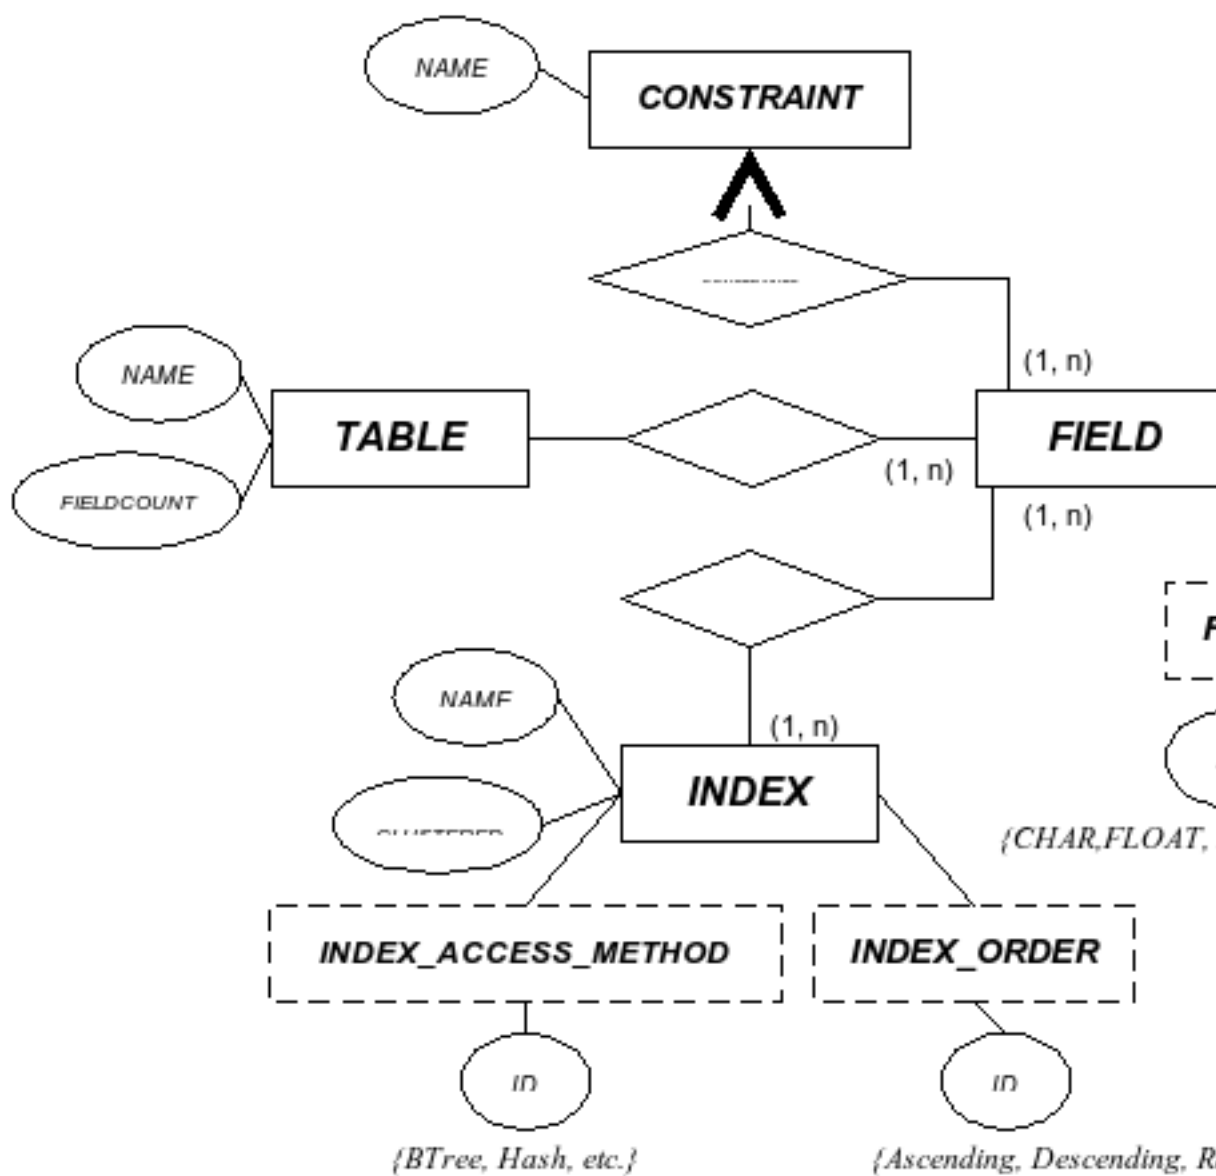 NAME
CONSTRAINT
(1, n)
NAME
TABLE
FIELD
(1, n)
FIELDCOUNT
(1, n)
F
NAME
(1, n)
INDEX
CLUSTERED
{CHAR,FLOAT,
INDEX_ACCESS_METHOD
INDEX_ORDER
ID
ID
{BTree, Hash, etc.}
{Ascending, Descending, R